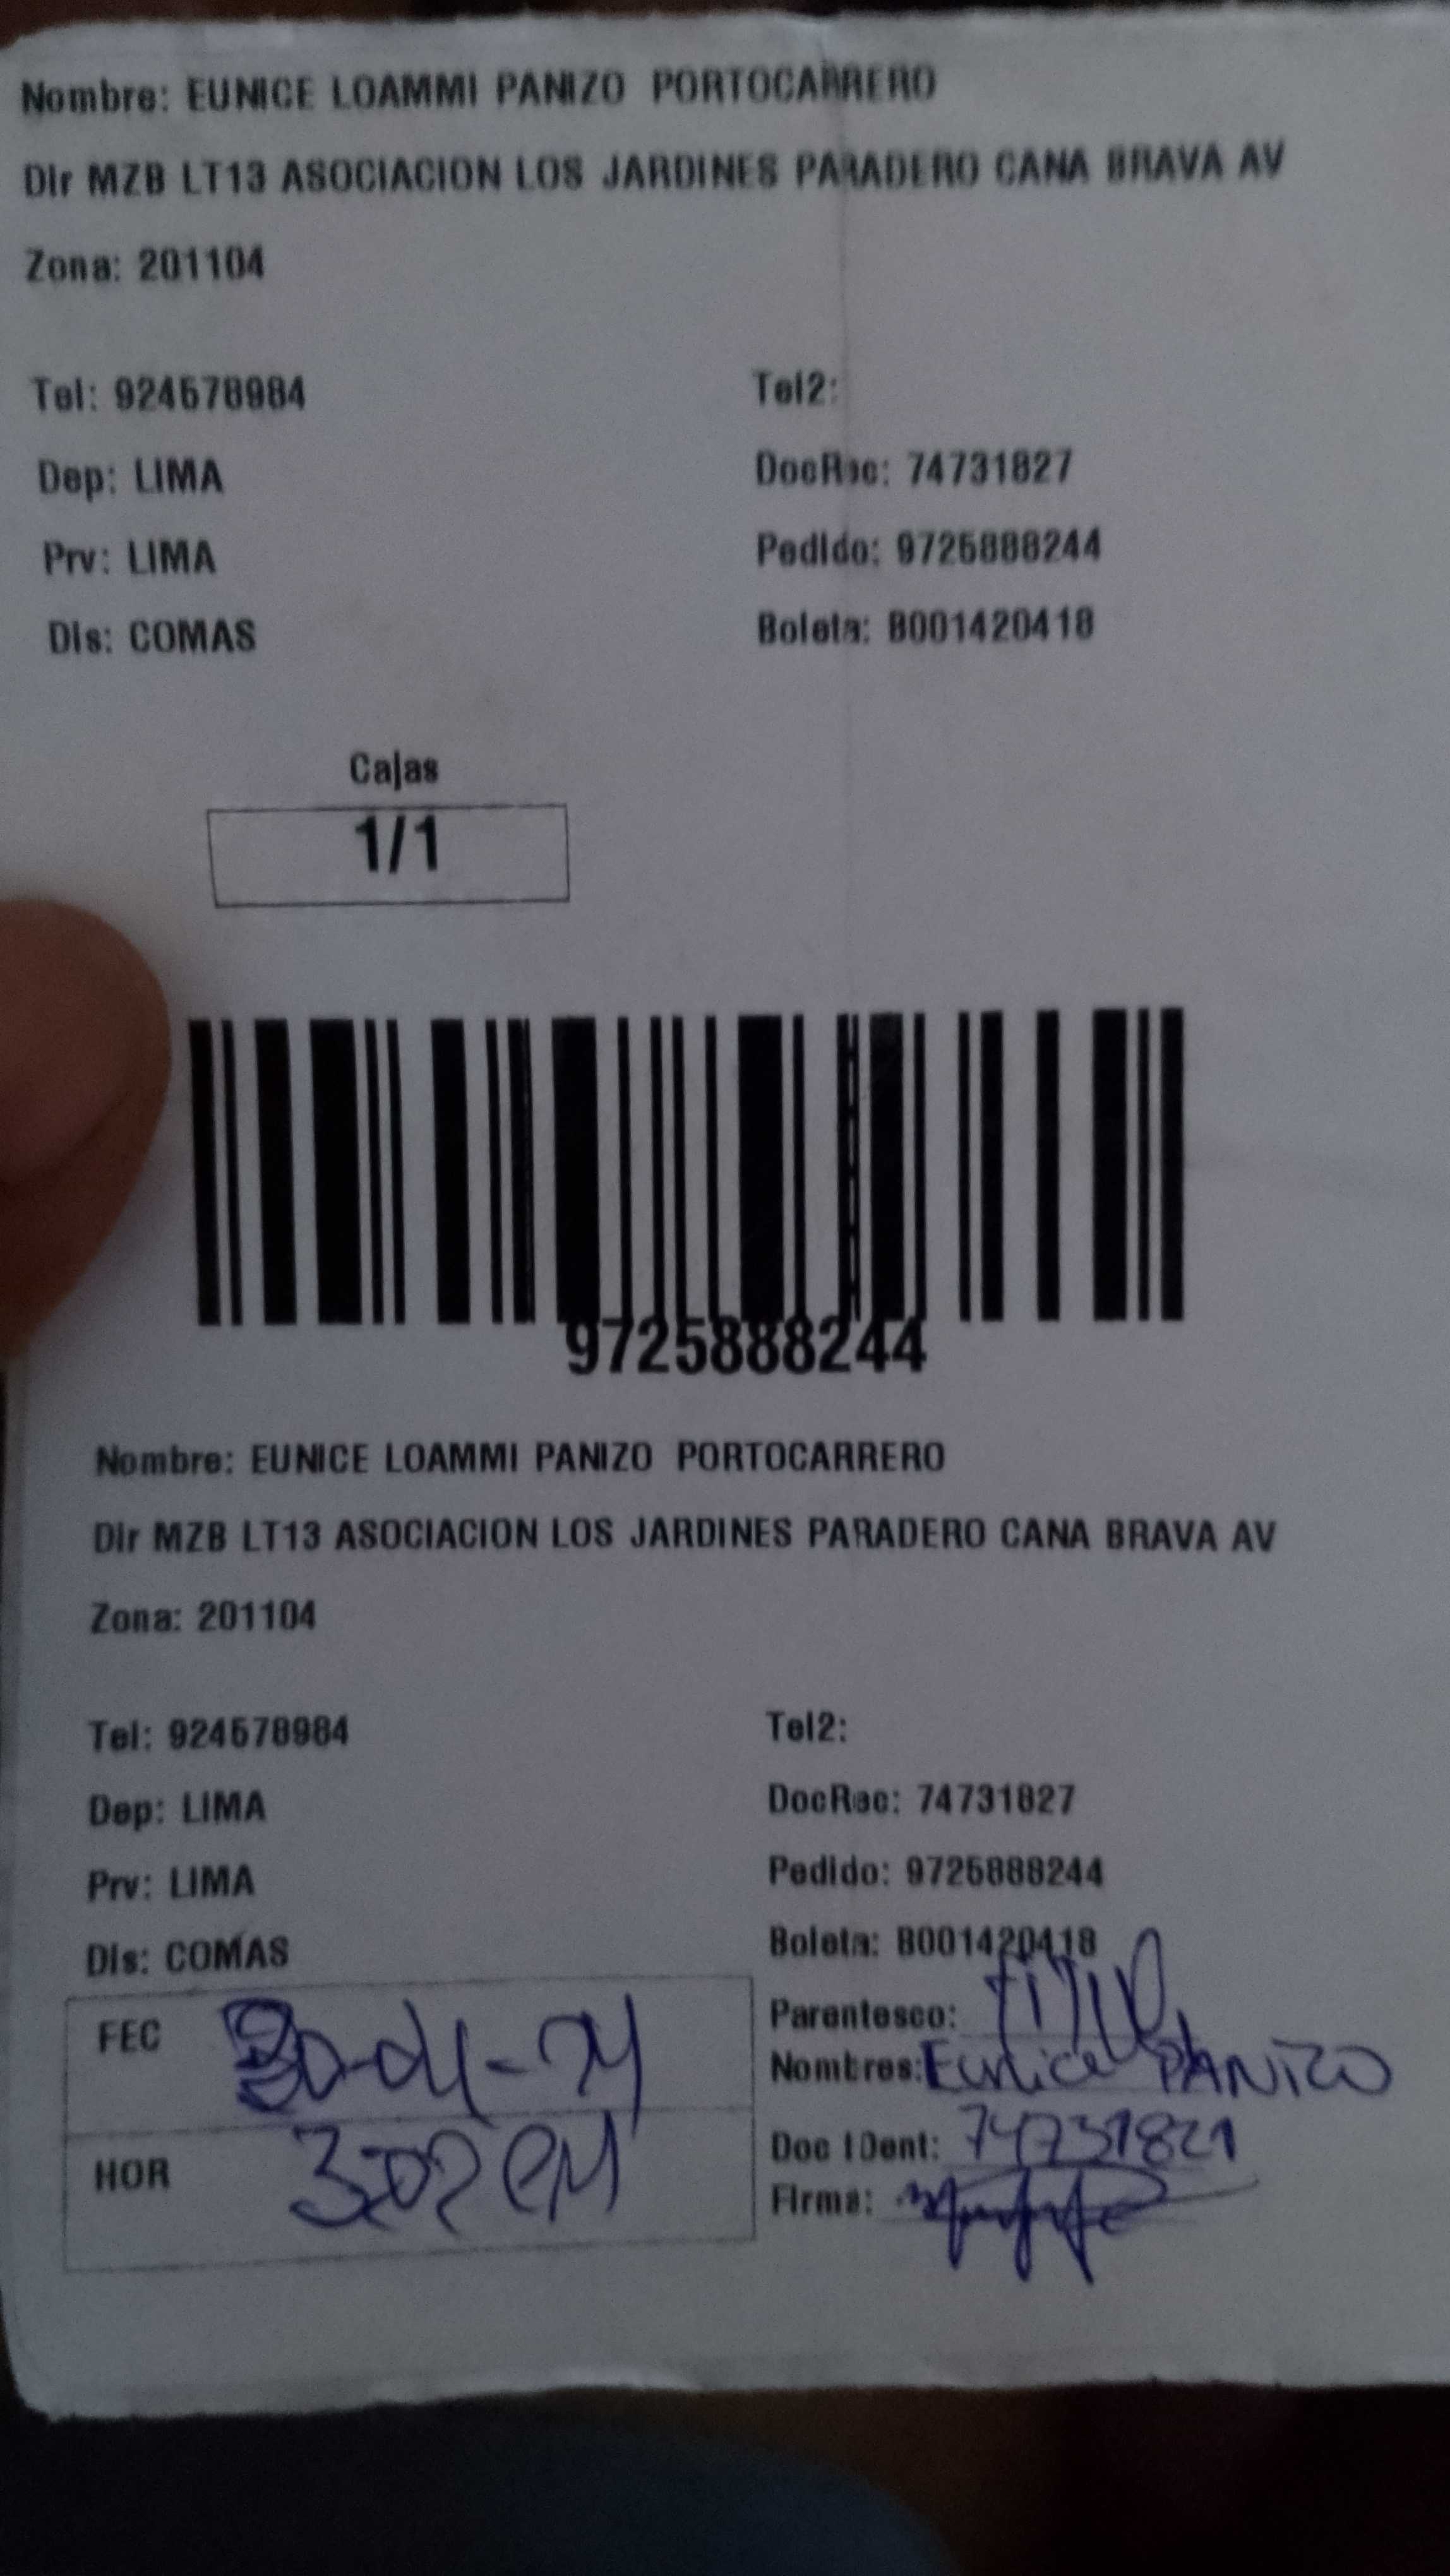 Nombre: EUNICE LOAMMI PANIZO PORTOCARRERO
Dir MZB LT13 ASOCIACION LOS JARDINES PARADERO CANA BRAVA AV
Zona: 201104
Tel: 924578984 Tel2:
Dep: LIMA DocRec: 74731827
Prv: LIMA Pedido: 9725888244
Dis: COMAS Boleta: B001420418
Cajas
1/1
9725888244
Nombre: EUNICE LOAMMI PANIZO PORTOCARRERO
Dir MZB LT13 ASOCIACION LOS JARDINES PARADERO CANA BRAVA AV
Zona: 201104
Tel: 924578984 Tel2:
Dep: LIMA DocRec: 74731827
Prv: LIMA Pedido: 9725888244
Dis: COMAS Boleta: B001420418
FEC Parentesco:
Nombres: Eunice PANIZO
HOR 3:02 PM Doc IDent:
Firma: